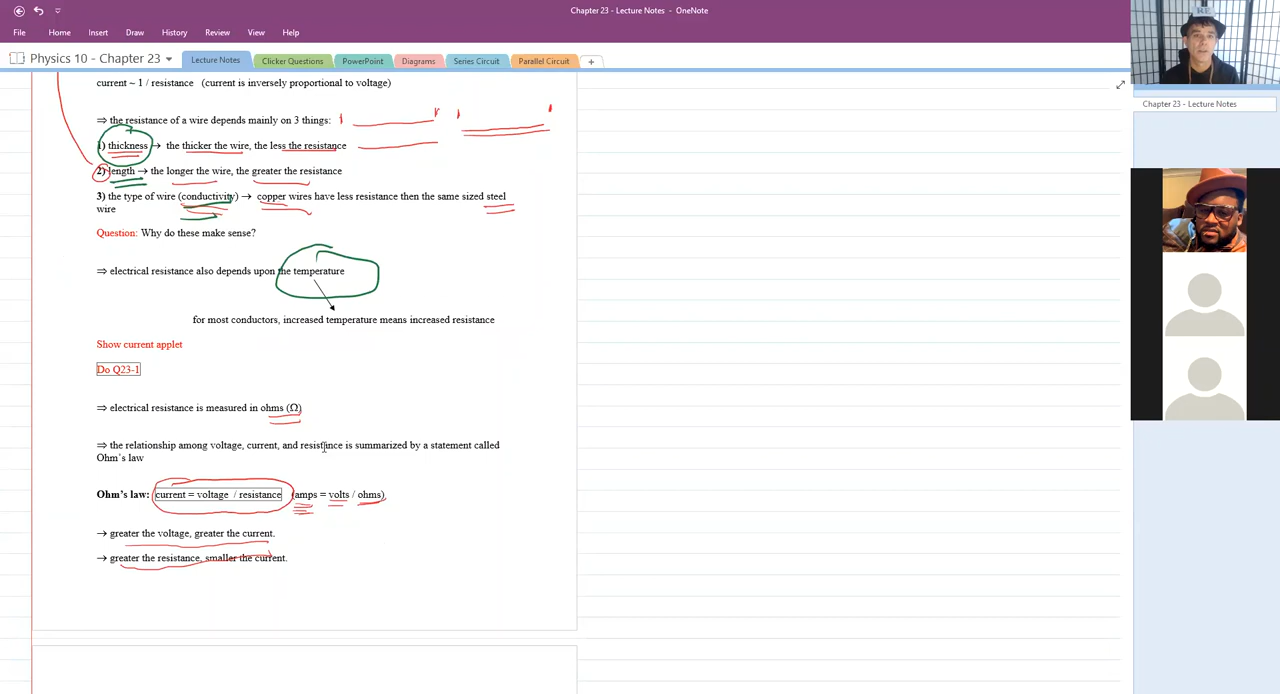 Chapter 23 - Lecture Notes - OneNote
File Home Insert Draw History Review View Help
Physics 10 - Chapter 23 Lecture Notes Clicker Questions PowerPoint Diagrams Series Circuit Parallel Circuit +
Chapter 23 - Lecture Notes
current ~ 1 / resistance (current is inversely proportional to voltage)
⇒ the resistance of a wire depends mainly on 3 things:
1) thickness → the thicker the wire, the less the resistance
2) length → the longer the wire, the greater the resistance
3) the type of wire (conductivity) → copper wires have less resistance then the same sized steel
wire
Question: Why do these make sense?
⇒ electrical resistance also depends upon the temperature
for most conductors, increased temperature means increased resistance
Show current applet
Do Q23-1
⇒ electrical resistance is measured in ohms (Ω)
⇒ the relationship among voltage, current, and resistance is summarized by a statement called
Ohm's law
Ohm's law: current = voltage / resistance (amps = volts / ohms)
→ greater the voltage, greater the current.
→ greater the resistance, smaller the current.